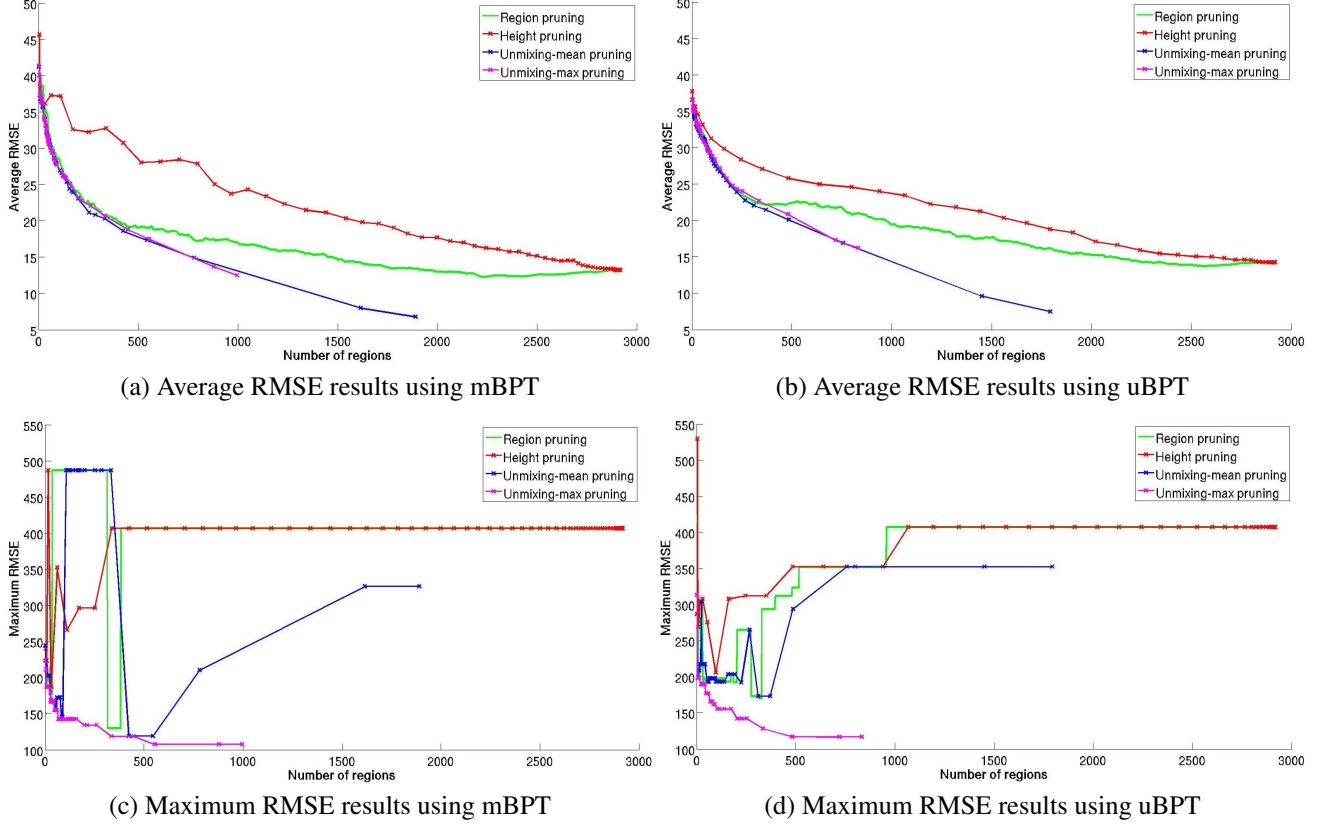 50
45
40
35
30
25
20
15
10
5
0 500 1000 1500 2000 2500 3000
Average RMSE
Number of regions
Region pruning
Height pruning
Unmixing-mean pruning
Unmixing-max pruning
(a) Average RMSE results using mBPT
50
45
40
35
30
25
20
15
10
5
0 500 1000 1500 2000 2500 3000
Average RMSE
Number of regions
Region pruning
Height pruning
Unmixing-mean pruning
Unmixing-max pruning
(b) Average RMSE results using uBPT
550
500
450
400
350
300
250
200
150
100
0 500 1000 1500 2000 2500 3000
Maximum RMSE
Number of regions
Region pruning
Height pruning
Unmixing-mean pruning
Unmixing-max pruning
(c) Maximum RMSE results using mBPT
550
500
450
400
350
300
250
200
150
100
0 500 1000 1500 2000 2500 3000
Maximum RMSE
Number of regions
Region pruning
Height pruning
Unmixing-mean pruning
Unmixing-max pruning
(d) Maximum RMSE results using uBPT